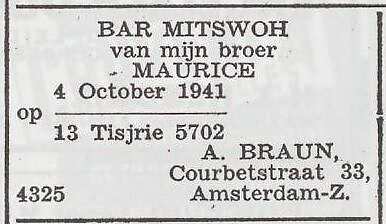 BAR MITSWOH
van mijn broer
MAURICE
4 October 1941
op
13 Tisjrie 5702
A. BRAUN,
Courbetstraat 33,
4325 Amsterdam-Z.